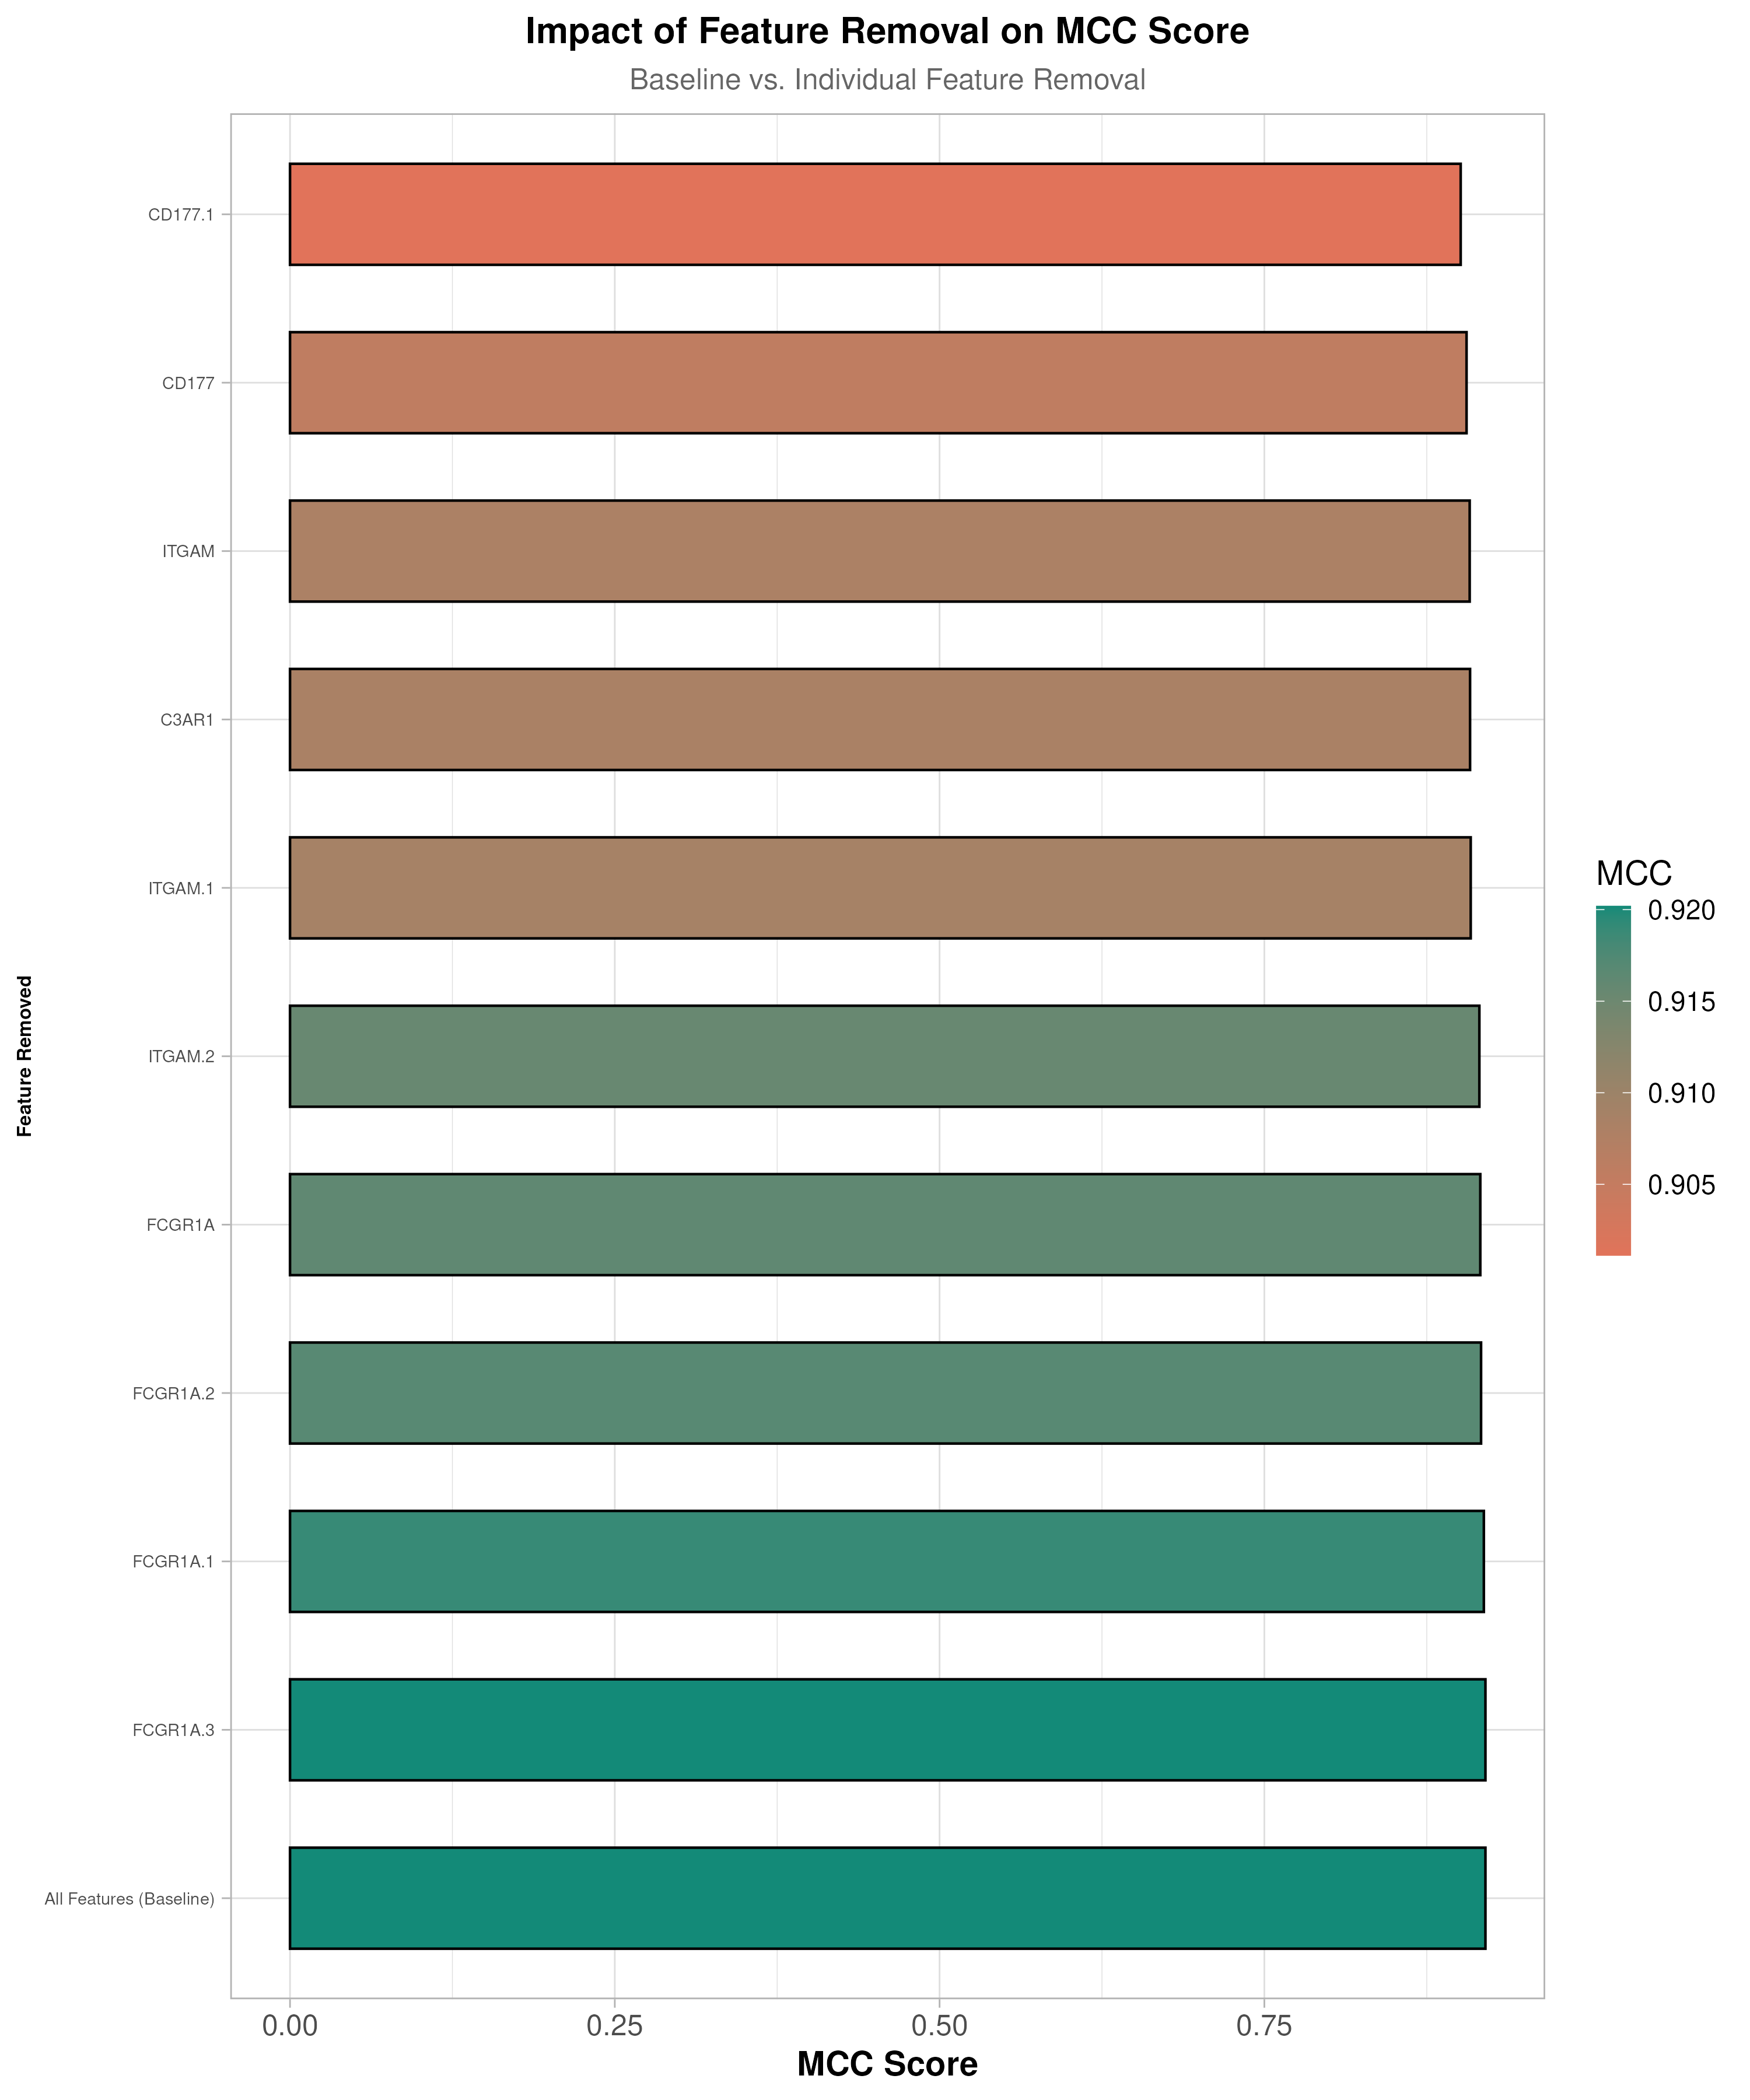 Impact of Feature Removal on MCC Score
Baseline vs. Individual Feature Removal
Feature Removed
CD177.1
CD177
ITGAM
C3AR1
ITGAM.1
ITGAM.2
FCGR1A
FCGR1A.2
FCGR1A.1
FCGR1A.3
All Features (Baseline)
0.00 0.25 0.50 0.75
MCC Score
MCC
0.920
0.915
0.910
0.905